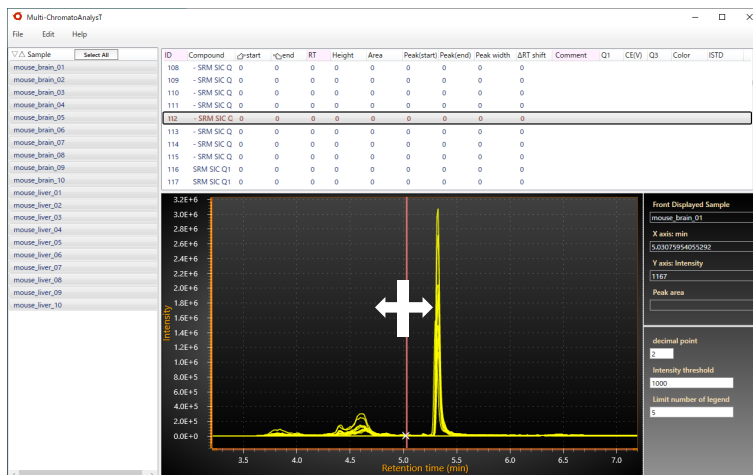 Multi-ChromatoAnalysT
File Edit Help
▽△ Sample Select All
mouse_brain_01
mouse_brain_02
mouse_brain_03
mouse_brain_04
mouse_brain_05
mouse_brain_06
mouse_brain_07
mouse_brain_08
mouse_brain_09
mouse_brain_10
mouse_liver_01
mouse_liver_02
mouse_liver_03
mouse_liver_04
mouse_liver_05
mouse_liver_06
mouse_liver_07
mouse_liver_08
mouse_liver_09
mouse_liver_10
ID Compound start end RT Height Area Peak(start) Peak(end) Peak width ΔRT shift Comment Q1 CE(V) Q3 Color ISTD
108 - SRM SIC Q 0 0 0 0 0 0 0 0 0
109 - SRM SIC Q 0 0 0 0 0 0 0 0 0
110 - SRM SIC Q 0 0 0 0 0 0 0 0 0
111 - SRM SIC Q 0 0 0 0 0 0 0 0 0
112 - SRM SIC Q 0 0 0 0 0 0 0 0 0
113 - SRM SIC Q 0 0 0 0 0 0 0 0 0
114 - SRM SIC Q 0 0 0 0 0 0 0 0 0
115 - SRM SIC Q 0 0 0 0 0 0 0 0 0
116 SRM SIC Q1 0 0 0 0 0 0 0 0 0
117 SRM SIC Q1 0 0 0 0 0 0 0 0 0
Intensity
3.2E+6
3.0E+6
2.8E+6
2.6E+6
2.4E+6
2.2E+6
2.0E+6
1.8E+6
1.6E+6
1.4E+6
1.2E+6
1.0E+6
8.0E+5
6.0E+5
4.0E+5
2.0E+5
0.0E+0
3.5 4.0 4.5 5.0 5.5 6.0 6.5 7.0
Retention time (min)
Front Displayed Sample
mouse_brain_01
X axis: min
5.03075954055292
Y axis: Intensity
1167
Peak area
decimal point
2
Intensity threshold
1000
Limit number of legend
5